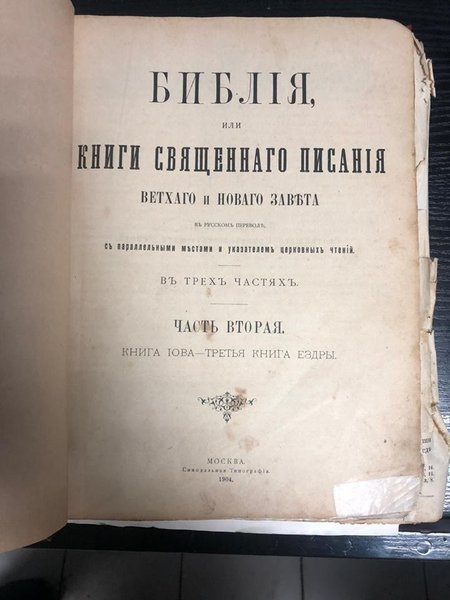 БИБЛІЯ,
ИЛИ
КНИГИ СВЯЩЕННАГО ПИСАНІЯ
ВЕТХАГО И НОВАГО ЗАВѢТА
ВЪ РУССКОМЪ ПЕРЕВОДѢ,
съ параллельными мѣстами и указателемъ церковныхъ чтеній.
ВЪ ТРЕХЪ ЧАСТЯХЪ.
ЧАСТЬ ВТОРАЯ.
КНИГА ІОВА—ТРЕТЬЯ КНИГА ЕЗДРЫ.
МОСКВА.
Синодальная Типографія.
1904.